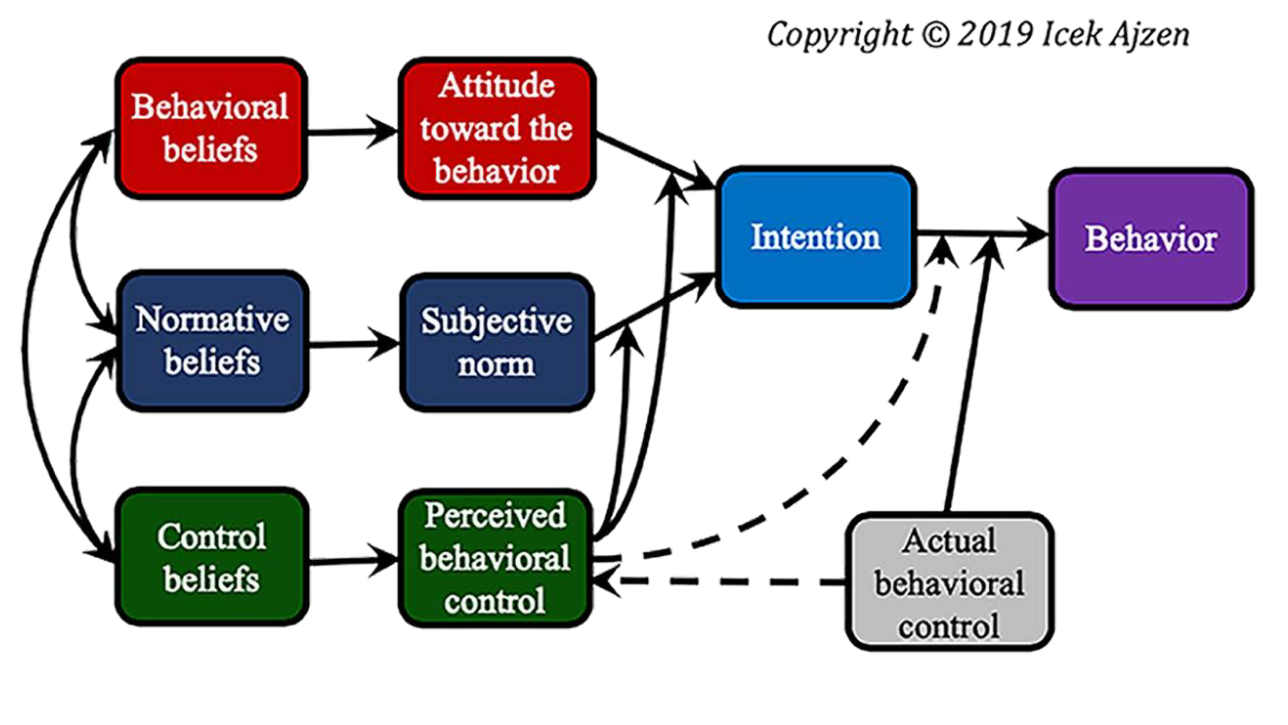 Copyright © 2019 Icek Ajzen
Behavioral
beliefs
Attitude
toward the
behavior
Intention
Behavior
Normative
beliefs
Subjective
norm
Control
beliefs
Perceived
behavioral
control
Actual
behavioral
control